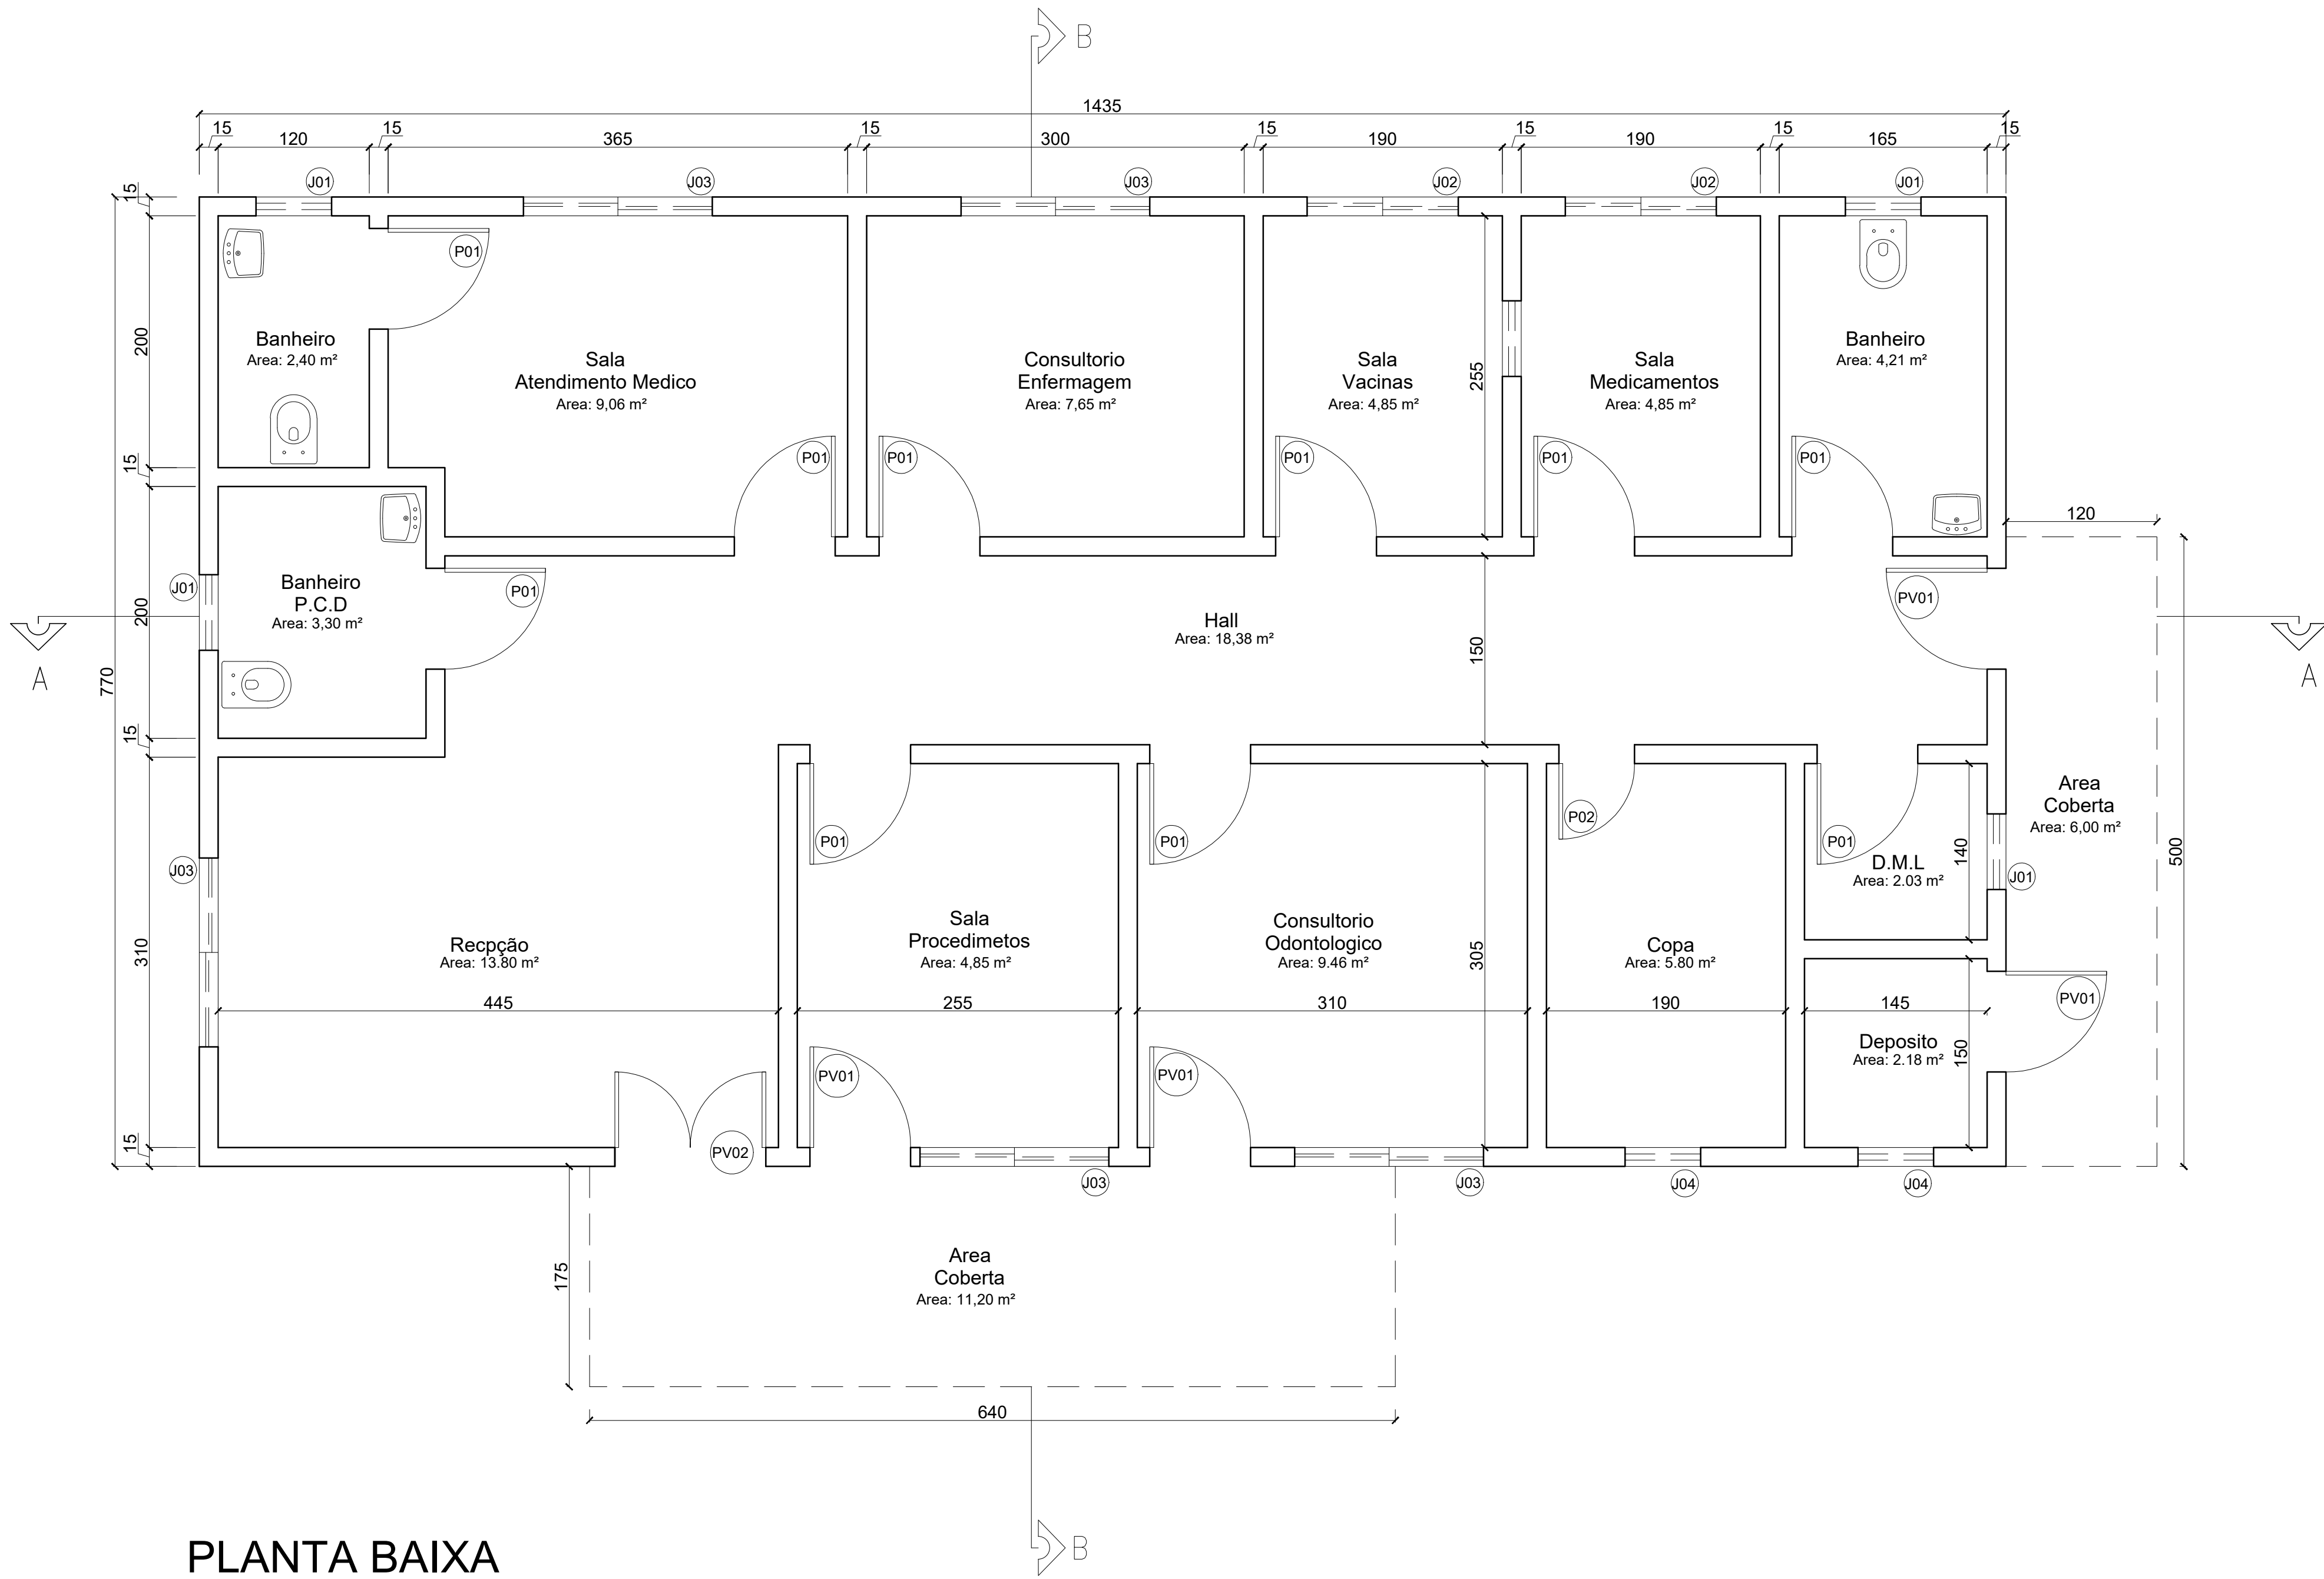 B
1435
15
120
15
365
15
300
15
190
15
190
15
165
15
J01
J03
J03
J02
J02
J01
15
P01
Banheiro
Area: 2,40 m²
200
Sala
Atendimento Medico
Area: 9,06 m²
Consultorio
Enfermagem
Area: 7,65 m²
Sala
Vacinas
Area: 4,85 m²
255
Sala
Medicamentos
Area: 4,85 m²
Banheiro
Area: 4,21 m²
15
P01
P01
P01
P01
P01
120
J01
Banheiro
P.C.D
Area: 3,30 m²
P01
200
PV01
Hall
Area: 18,38 m²
150
A
A
770
15
P01
P01
P02
P01
Area
Coberta
Area: 6,00 m²
J03
D.M.L
Area: 2.03 m²
140
J01
500
310
Recpção
Area: 13.80 m²
Sala
Procedimetos
Area: 4,85 m²
Consultorio
Odontologico
Area: 9.46 m²
305
Copa
Area: 5.80 m²
445
255
310
190
145
PV01
Deposito
Area: 2.18 m²
150
PV01
PV01
15
PV02
J03
J03
J04
J04
175
Area
Coberta
Area: 11,20 m²
640
B
PLANTA BAIXA